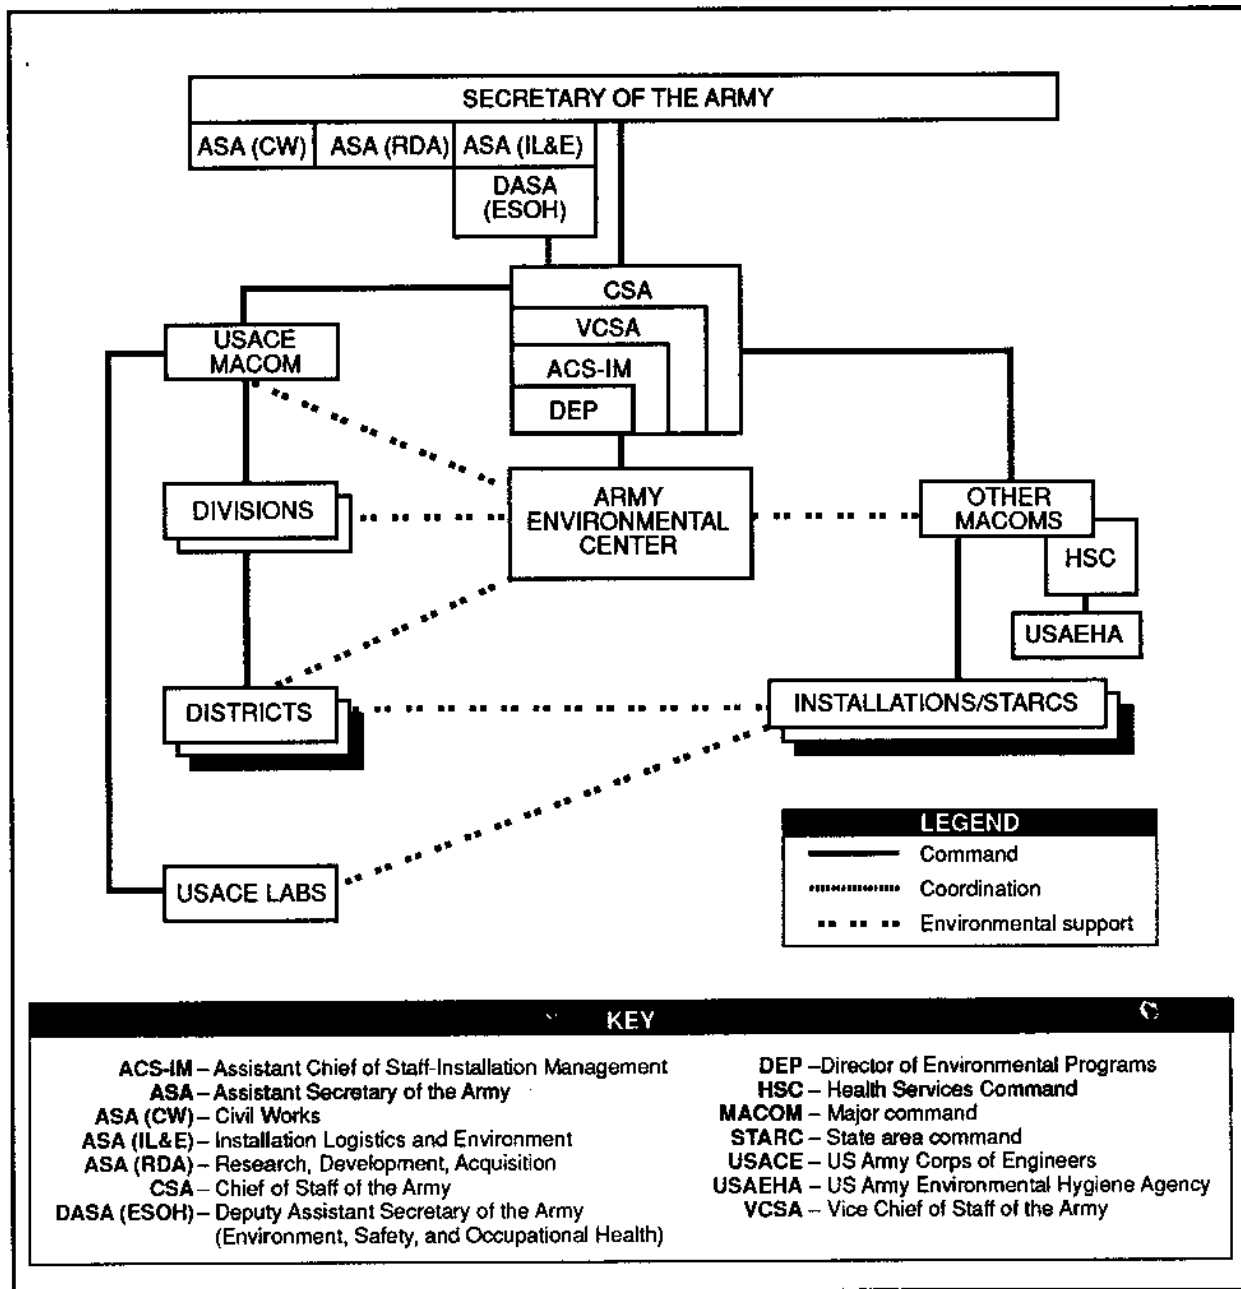 SECRETARY OF THE ARMY
ASA (CW) ASA (RDA) ASA (IL&E)
DASA
(ESOH)
CSA
VCSA
ACS-IM
DEP
USACE
MACOM
DIVISIONS
ARMY
ENVIRONMENTAL
CENTER
OTHER
MACOMS
HSC
USAEHA
DISTRICTS
INSTALLATIONS/STARCS
USACE LABS
LEGEND
Command
Coordination
Environmental support
KEY
ACS-IM – Assistant Chief of Staff-Installation Management
ASA – Assistant Secretary of the Army
ASA (CW) – Civil Works
ASA (IL&E) – Installation Logistics and Environment
ASA (RDA) – Research, Development, Acquisition
CSA – Chief of Staff of the Army
DASA (ESOH) – Deputy Assistant Secretary of the Army
(Environment, Safety, and Occupational Health)
DEP – Director of Environmental Programs
HSC – Health Services Command
MACOM – Major command
STARC – State area command
USACE – US Army Corps of Engineers
USAEHA – US Army Environmental Hygiene Agency
VCSA – Vice Chief of Staff of the Army